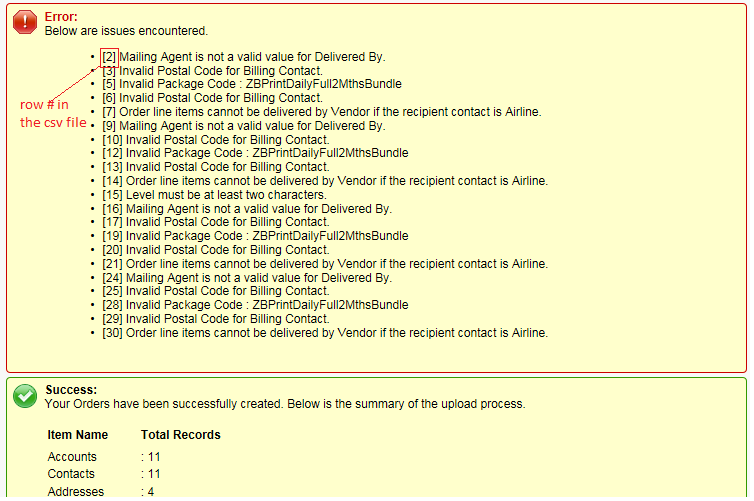 Error:
Below are issues encountered.
• [2] Mailing Agent is not a valid value for Delivered By.
• [3] Invalid Postal Code for Billing Contact.
• [5] Invalid Package Code : ZBPrintDailyFull2MthsBundle
• [6] Invalid Postal Code for Billing Contact.
• [7] Order line items cannot be delivered by Vendor if the recipient contact is Airline.
• [9] Mailing Agent is not a valid value for Delivered By.
• [10] Invalid Postal Code for Billing Contact.
• [12] Invalid Package Code : ZBPrintDailyFull2MthsBundle
• [13] Invalid Postal Code for Billing Contact.
• [14] Order line items cannot be delivered by Vendor if the recipient contact is Airline.
• [15] Level must be at least two characters.
• [16] Mailing Agent is not a valid value for Delivered By.
• [17] Invalid Postal Code for Billing Contact.
• [19] Invalid Package Code : ZBPrintDailyFull2MthsBundle
• [20] Invalid Postal Code for Billing Contact.
• [21] Order line items cannot be delivered by Vendor if the recipient contact is Airline.
• [24] Mailing Agent is not a valid value for Delivered By.
• [25] Invalid Postal Code for Billing Contact.
• [28] Invalid Package Code : ZBPrintDailyFull2MthsBundle
• [29] Invalid Postal Code for Billing Contact.
• [30] Order line items cannot be delivered by Vendor if the recipient contact is Airline.
row # in
the csv file
Success:
Your Orders have been successfully created. Below is the summary of the upload process.
Item Name Total Records
Accounts : 11
Contacts : 11
Addresses : 4